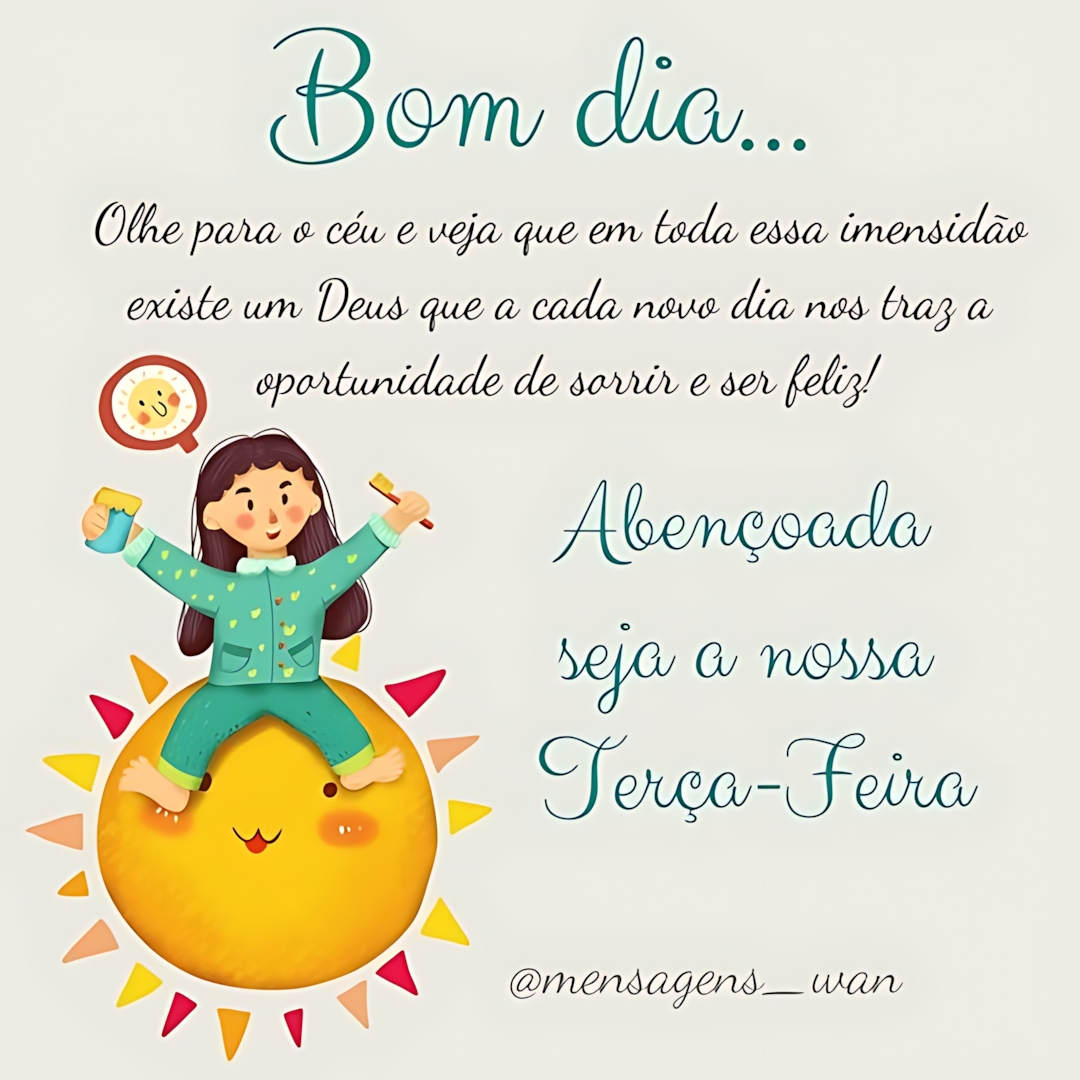 Bom dia...
Olhe para o céu e veja que em toda essa imensidão
existe um Deus que a cada novo dia nos traz a
oportunidade de sorrir e ser feliz!
Abençoada
seja a nossa
Terça-Feira
@mensagens_wan